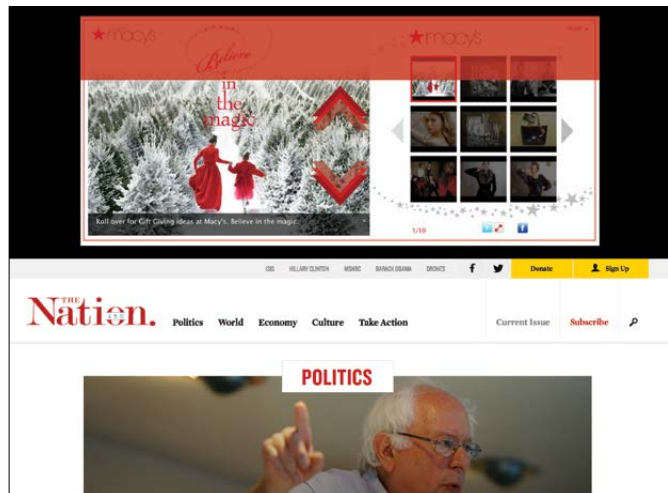 macy's
macy's
Believe
in
the
magic
Roll over for Gift Giving ideas at Macy's. Believe in the magic.
1/10
ISIS HILLARY CLINTON MSNBC BARACK OBAMA DRONES f Donate Sign Up
THE
Nation.
Politics World Economy Culture Take Action Current Issue Subscribe
POLITICS